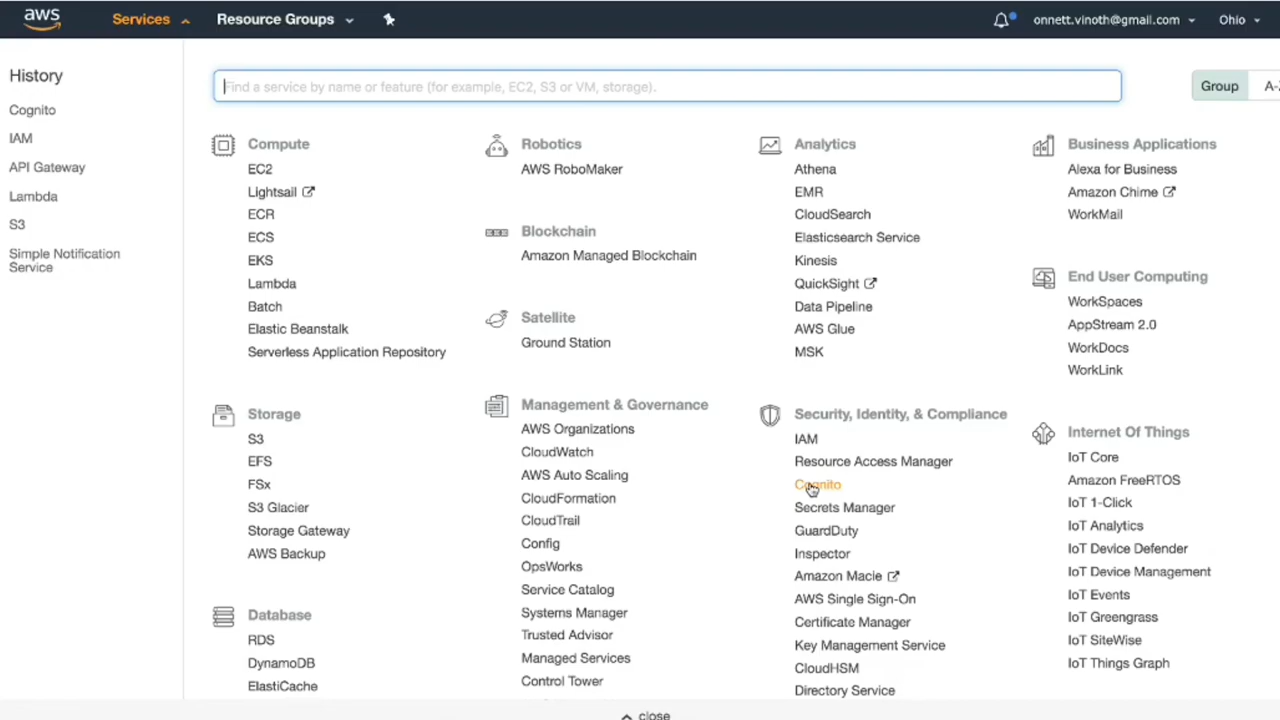 aws
Services
Resource Groups
onnett.vinoth@gmail.com
Ohio
History
Cognito
IAM
API Gateway
Lambda
S3
Simple Notification
Service
Find a service by name or feature (for example, EC2, S3 or VM, storage).
Group
A-Z
Compute
EC2
Lightsail
ECR
ECS
EKS
Lambda
Batch
Elastic Beanstalk
Serverless Application Repository
Storage
S3
EFS
FSx
S3 Glacier
Storage Gateway
AWS Backup
Database
RDS
DynamoDB
ElastiCache
Robotics
AWS RoboMaker
Blockchain
Amazon Managed Blockchain
Satellite
Ground Station
Management & Governance
AWS Organizations
CloudWatch
AWS Auto Scaling
CloudFormation
CloudTrail
Config
OpsWorks
Service Catalog
Systems Manager
Trusted Advisor
Managed Services
Control Tower
Analytics
Athena
EMR
CloudSearch
Elasticsearch Service
Kinesis
QuickSight
Data Pipeline
AWS Glue
MSK
Security, Identity, & Compliance
IAM
Resource Access Manager
Cognito
Secrets Manager
GuardDuty
Inspector
Amazon Macie
AWS Single Sign-On
Certificate Manager
Key Management Service
CloudHSM
Directory Service
Business Applications
Alexa for Business
Amazon Chime
WorkMail
End User Computing
WorkSpaces
AppStream 2.0
WorkDocs
WorkLink
Internet Of Things
IoT Core
Amazon FreeRTOS
IoT 1-Click
IoT Analytics
IoT Device Defender
IoT Device Management
IoT Events
IoT Greengrass
IoT SiteWise
IoT Things Graph
close